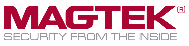 MAGTEK®
SECURITY FROM THE INSIDE